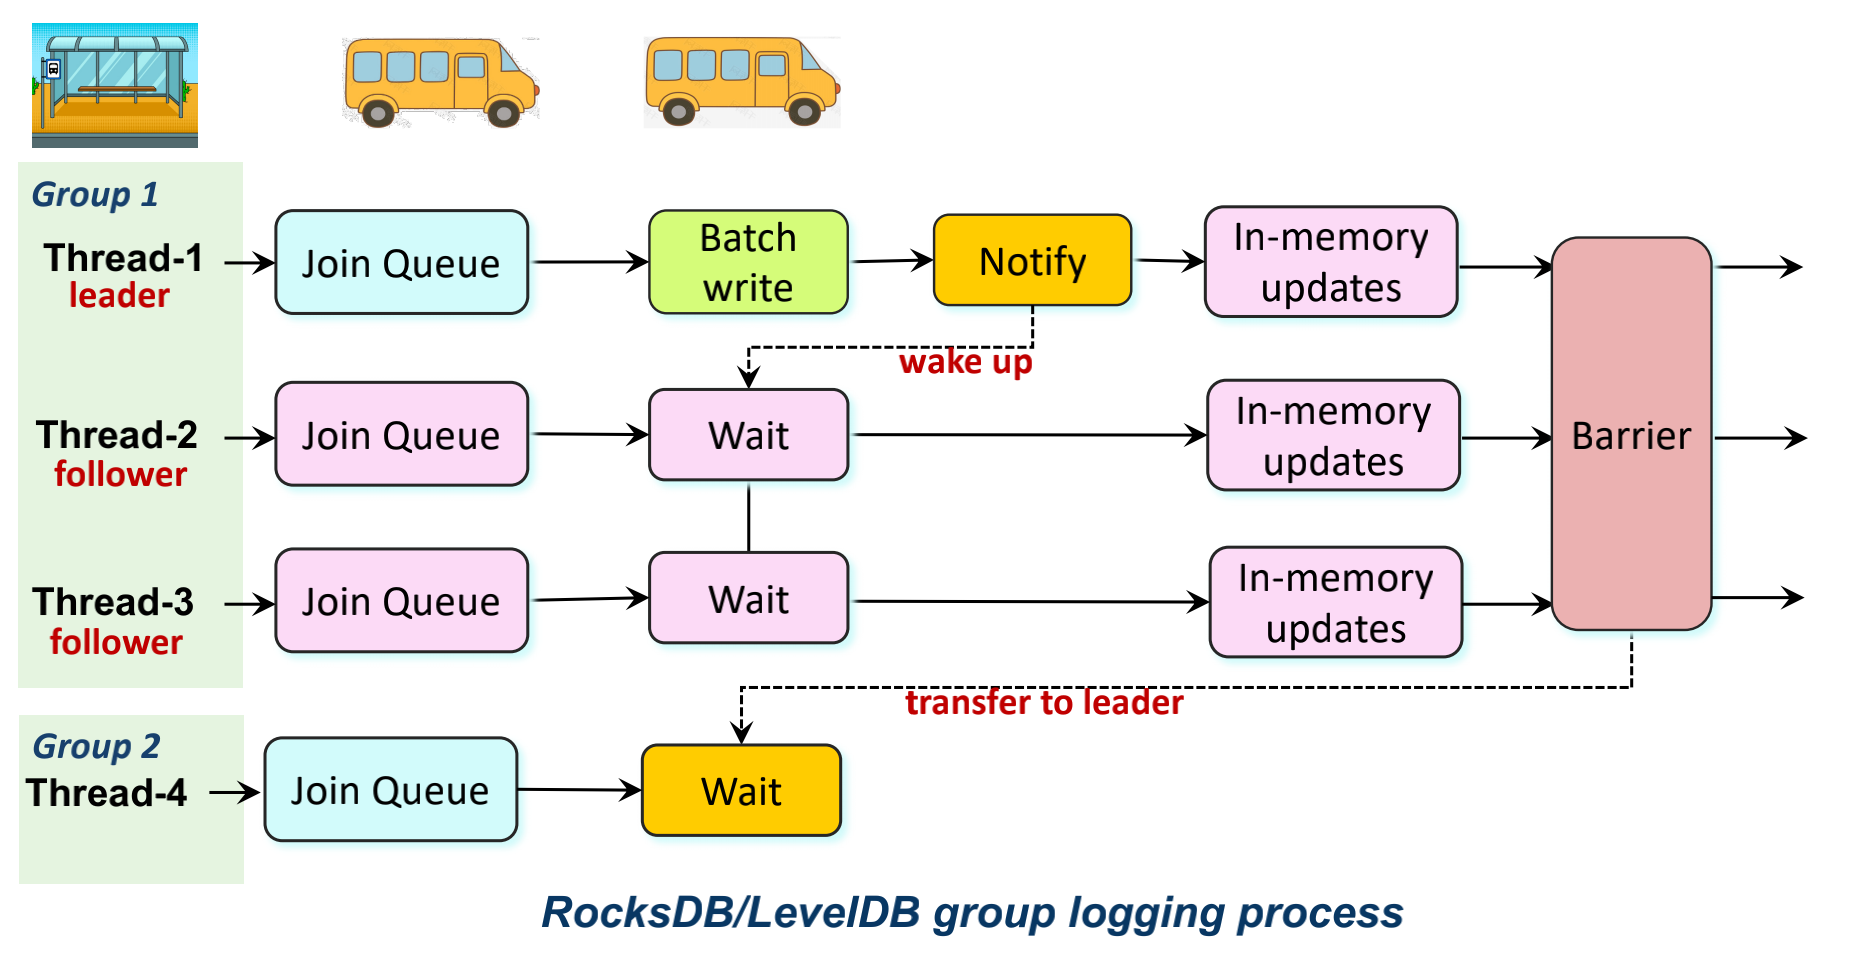 Group 1
Thread-1
leader
Join Queue
Batch
write
Notify
In-memory
updates
wake up
Thread-2
follower
Join Queue
Wait
In-memory
updates
Barrier
Thread-3
follower
Join Queue
Wait
In-memory
updates
transfer to leader
Group 2
Thread-4
Join Queue
Wait
RocksDB/LevelDB group logging process